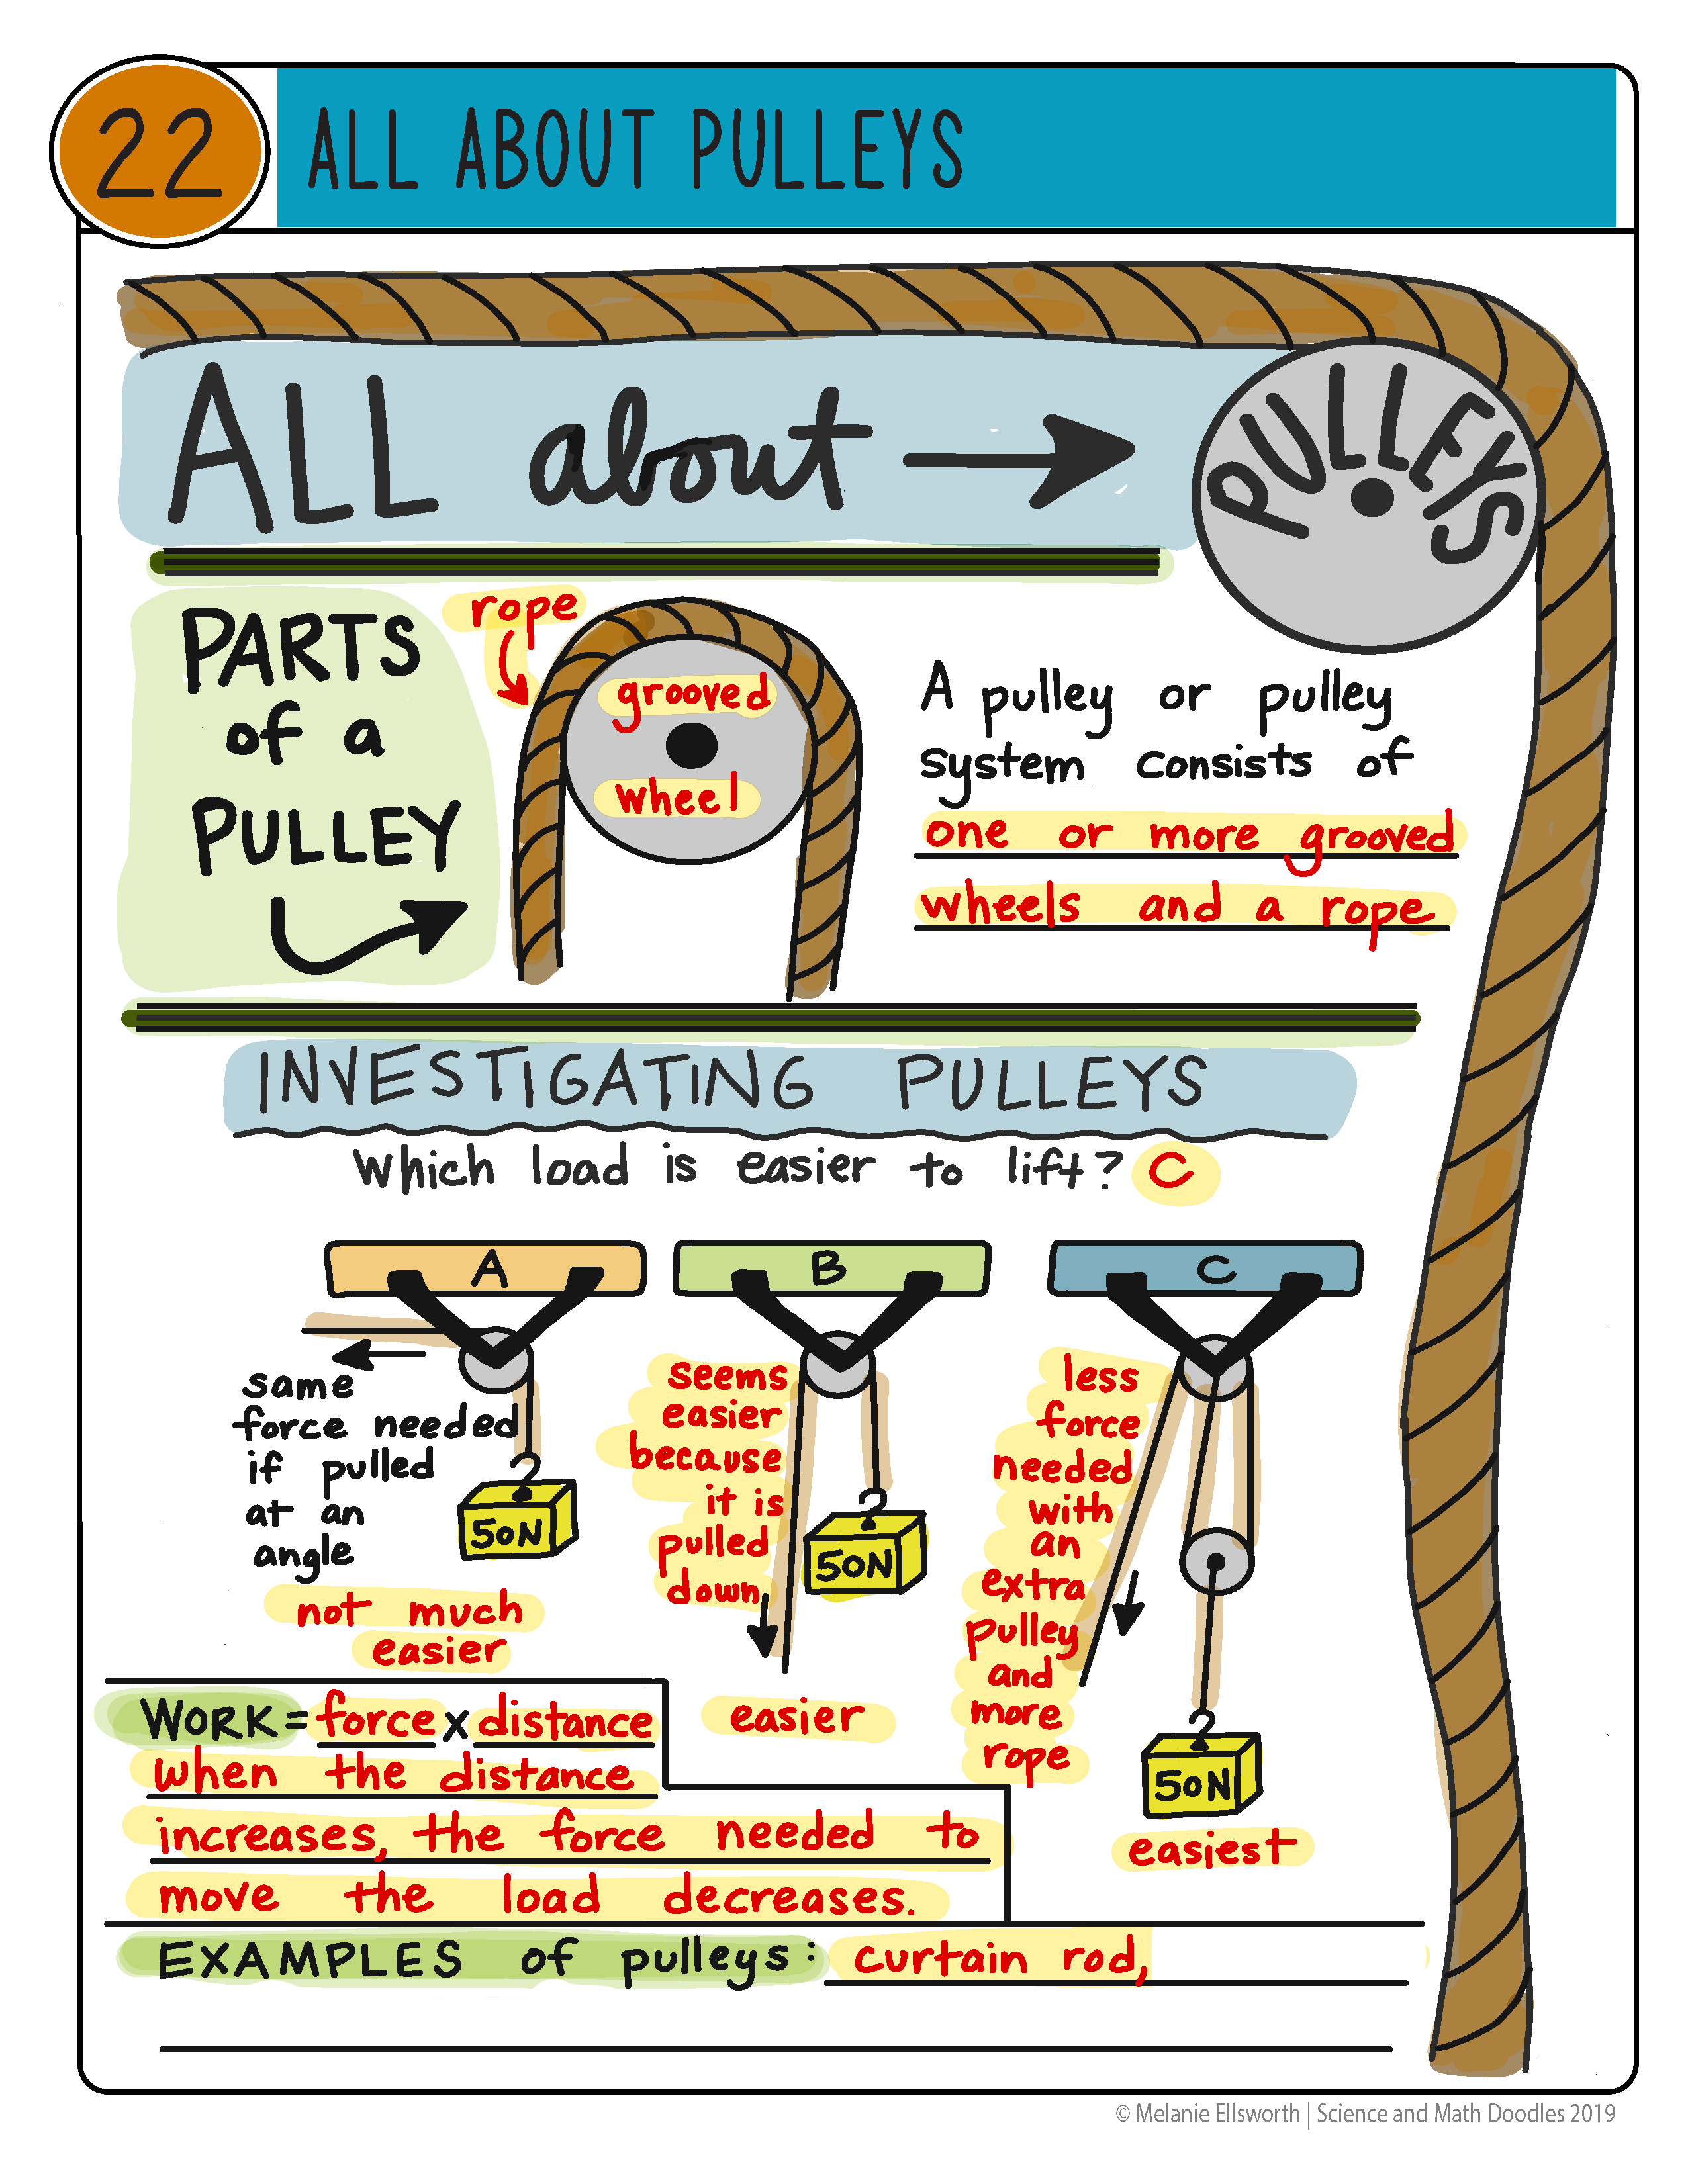 22
ALL ABOUT PULLEYS
ALL about
PULLEYS
PARTS
of a
PULLEY
rope
grooved
wheel
A pulley or pulley
system consists of
one or more grooved
wheels and a rope
INVESTIGATING PULLEYS
Which load is easier to lift? C
A
same
force needed
if pulled
at an
angle
50N
not much
easier
B
seems
easier
because
it is
pulled
down
50N
easier
C
less
force
needed
with
an
extra
pulley
and
more
rope
50N
easiest
WORK = force x distance
when the distance
increases, the force needed to
move the load decreases.
EXAMPLES of pulleys: curtain rod,
© Melanie Ellsworth | Science and Math Doodles 2019